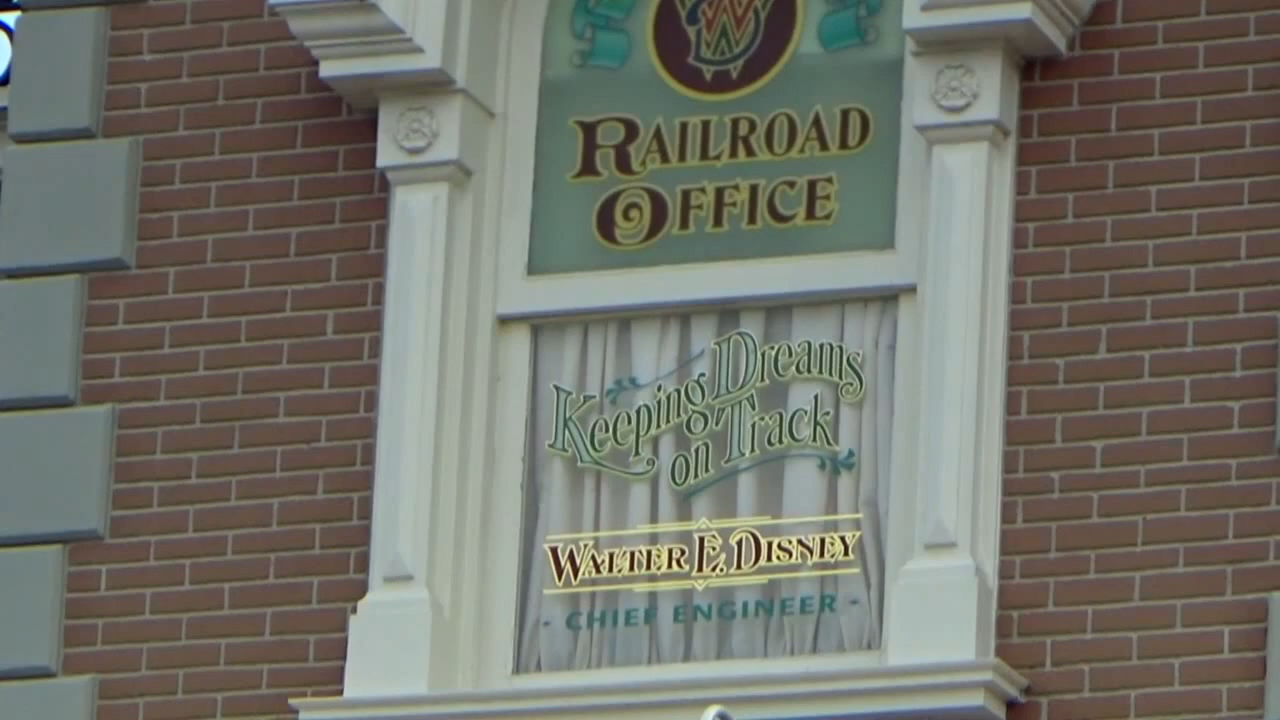 RAILROAD
OFFICE
Keeping Dreams
on Track
WALTER E. DISNEY
- CHIEF ENGINEER -